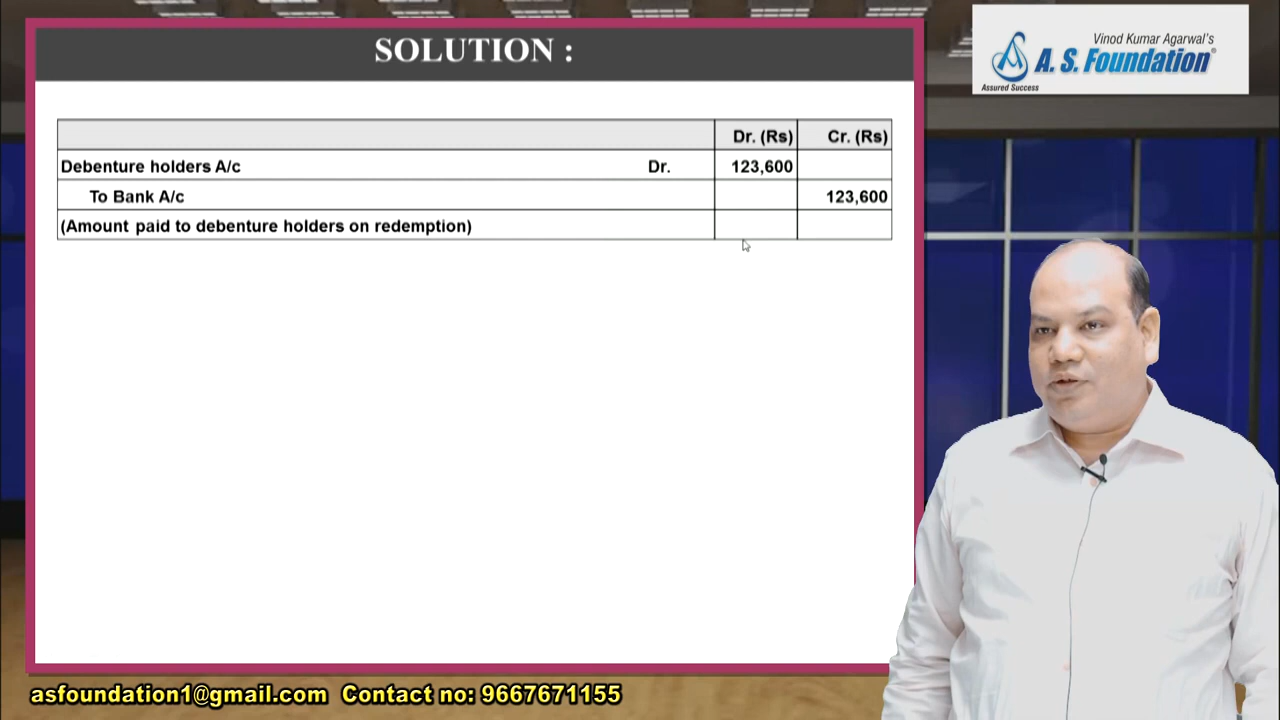 SOLUTION :
Vinod Kumar Agarwal's
A. S. Foundation®
Assured Success
Dr. (Rs) Cr. (Rs)
Debenture holders A/c Dr. 123,600
To Bank A/c 123,600
(Amount paid to debenture holders on redemption)
asfoundation1@gmail.com Contact no: 9667671155